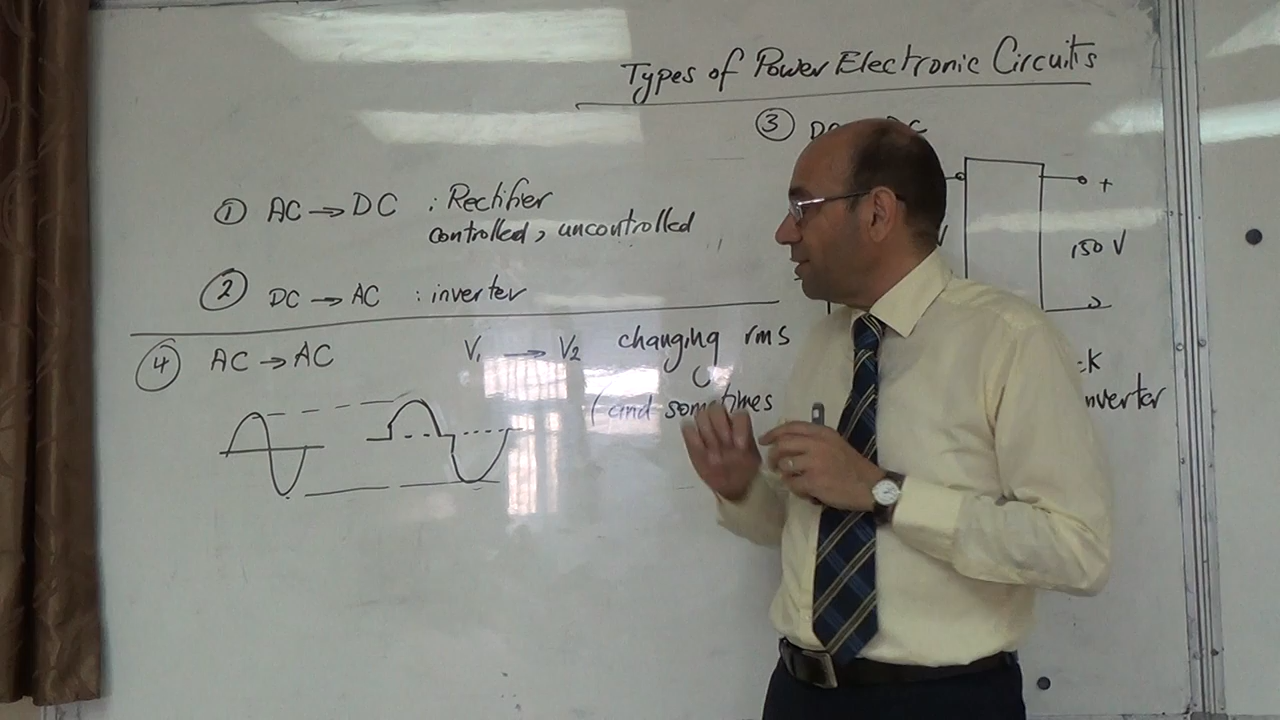 Types of Power Electronic Circuits
① AC → DC : Rectifier
controlled, uncontrolled
② DC → AC : inverter
③ DC
+
150 V
-
④ AC → AC V₁ → V₂ changing rms
(and sometimes